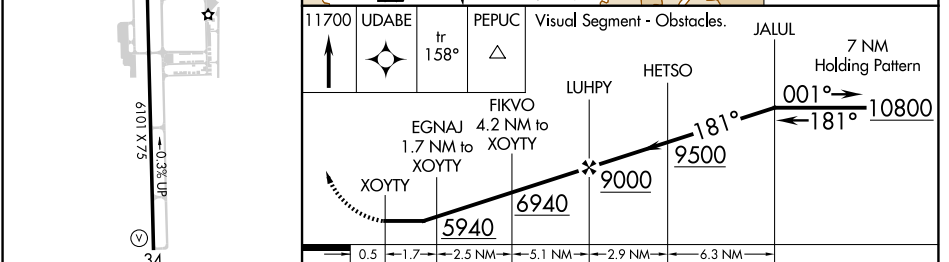 11700
UDABE
tr
158°
PEPUC
Visual Segment - Obstacles.
JALUL
7 NM
Holding Pattern
HETSO
LUHPY
001°
10800
181°
181°
FIKVO
4.2 NM to
XOYTY
9500
EGNAJ
1.7 NM to
XOYTY
9000
XOYTY
6940
5940
0.5
1.7
2.5 NM
5.1 NM
2.9 NM
6.3 NM
6101 X 75
0.3% UP
V
34